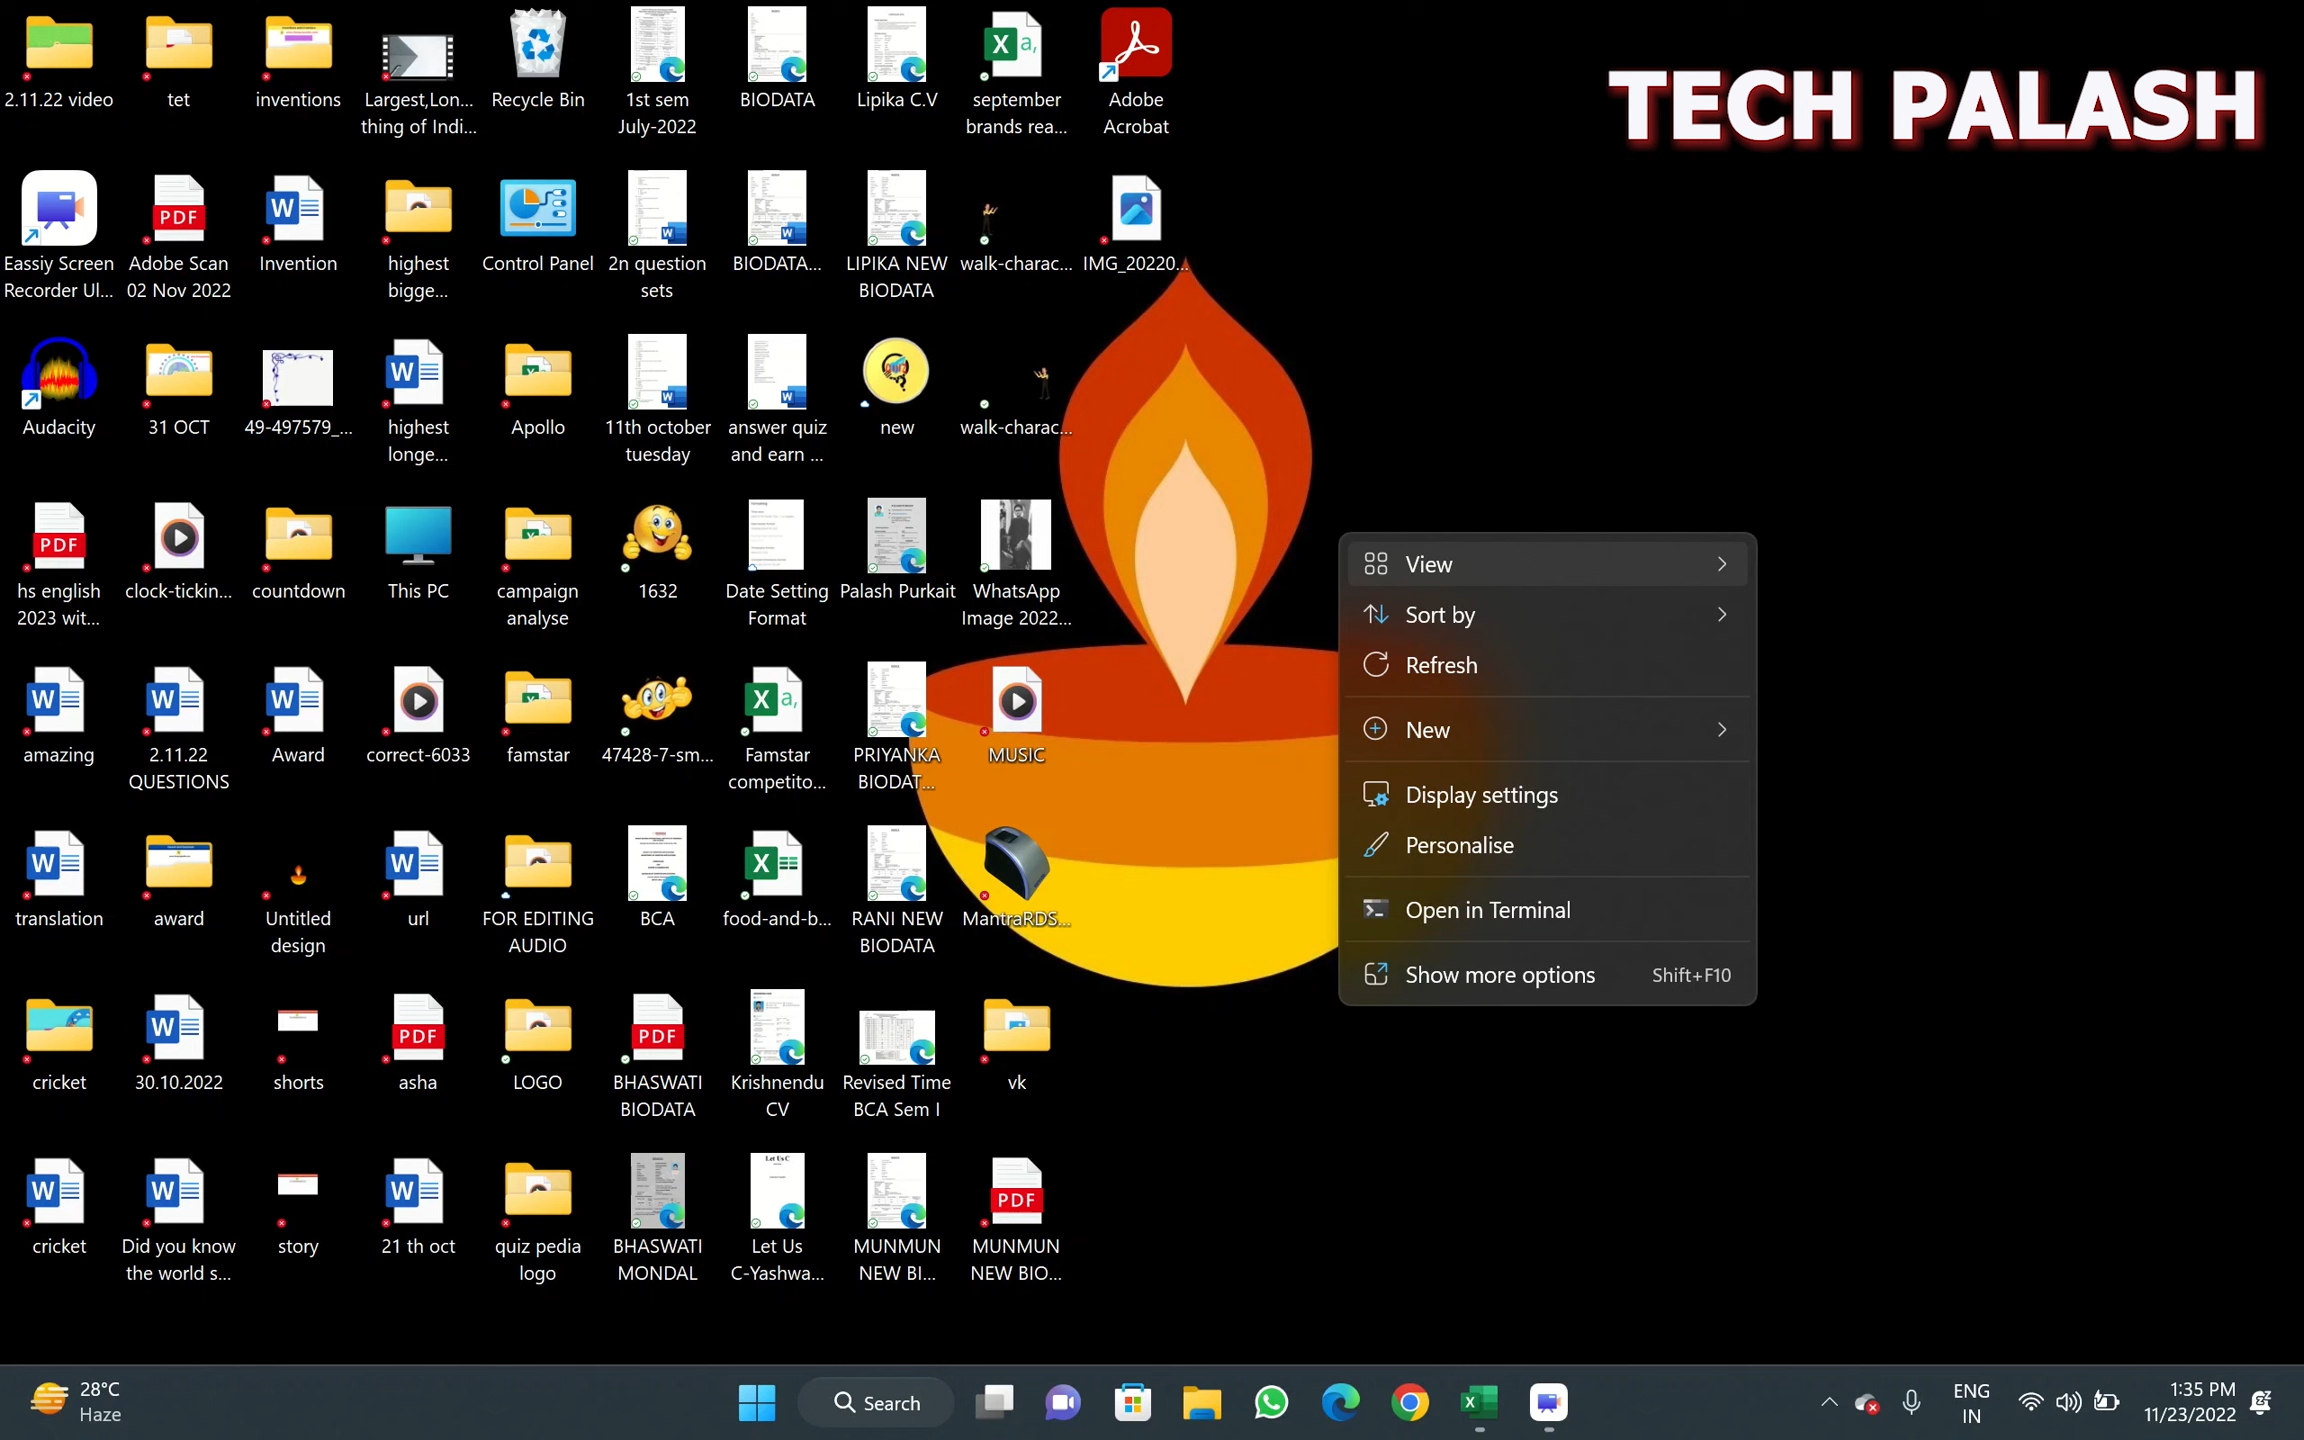 2.11.22 video
tet
inventions
Largest,Lon...
thing of Indi...
Recycle Bin
1st sem
July-2022
BIODATA
Lipika C.V
september
brands rea...
Adobe
Acrobat
TECH PALASH
Eassiy Screen
Recorder Ul...
Adobe Scan
02 Nov 2022
Invention
highest
bigge...
Control Panel
2n question
sets
BIODATA...
LIPIKA NEW
BIODATA
walk-charac...
IMG_20220...
Audacity
31 OCT
49-497579_...
highest
longe...
Apollo
11th october
tuesday
answer quiz
and earn ...
new
walk-charac...
hs english
2023 wit...
clock-tickin...
countdown
This PC
campaign
analyse
1632
Date Setting
Format
Palash Purkait
WhatsApp
Image 2022...
amazing
2.11.22
QUESTIONS
Award
correct-6033
famstar
47428-7-sm...
Famstar
competito...
PRIYANKA
BIODAT...
MUSIC
translation
award
Untitled
design
url
FOR EDITING
AUDIO
BCA
food-and-b...
RANI NEW
BIODATA
MantraRDS...
cricket
30.10.2022
shorts
asha
LOGO
BHASWATI
BIODATA
Krishnendu
CV
Revised Time
BCA Sem I
vk
cricket
Did you know
the world s...
story
21 th oct
quiz pedia
logo
BHASWATI
MONDAL
Let Us
C-Yashwa...
MUNMUN
NEW BI...
MUNMUN
NEW BIO...
PDF
PDF
PDF
PDF
PDF
Let Us C
View
Sort by
Refresh
New
Display settings
Personalise
Open in Terminal
Show more options Shift+F10
28°C
Haze
Search
ENG
IN
1:35 PM
11/23/2022